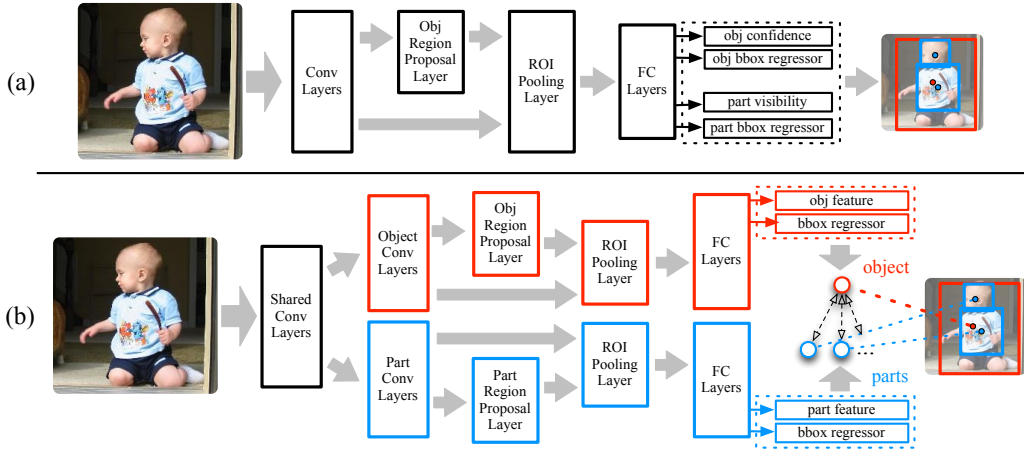 (a)
Conv
Layers
Obj
Region
Proposal
Layer
ROI
Pooling
Layer
FC
Layers
obj confidence
obj bbox regressor
part visibility
part bbox regressor
(b)
Shared
Conv
Layers
Object
Conv
Layers
Obj
Region
Proposal
Layer
ROI
Pooling
Layer
FC
Layers
obj feature
bbox regressor
object
Part
Conv
Layers
Part
Region
Proposal
Layer
ROI
Pooling
Layer
FC
Layers
...
parts
part feature
bbox regressor